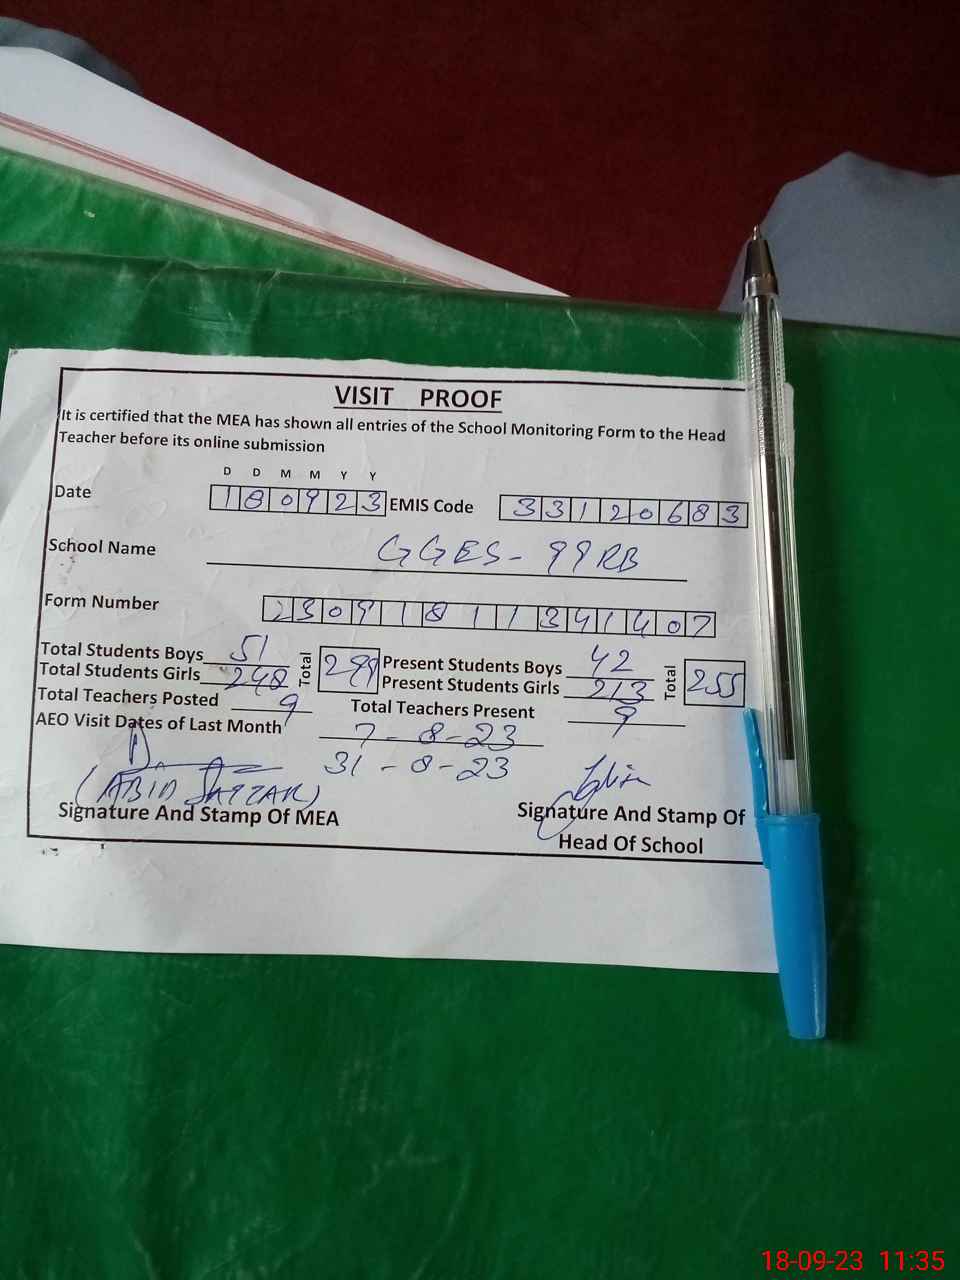 VISIT PROOF
It is certified that the MEA has shown all entries of the School Monitoring Form to the Head
Teacher before its online submission
D D M M Y Y
Date 180923 EMIS Code 33120683
School Name GGES - 99RB
Form Number 23091811341407
Total Students Boys 51 Total 299 Present Students Boys 42 Total 255
Total Students Girls 248 Present Students Girls 213
Total Teachers Posted 9 Total Teachers Present 9
AEO Visit Dates of Last Month 7-8-23
31-8-23
(ABID SATTAR)
Signature And Stamp Of MEA Signature And Stamp Of
Head Of School
18-09-23 11:35